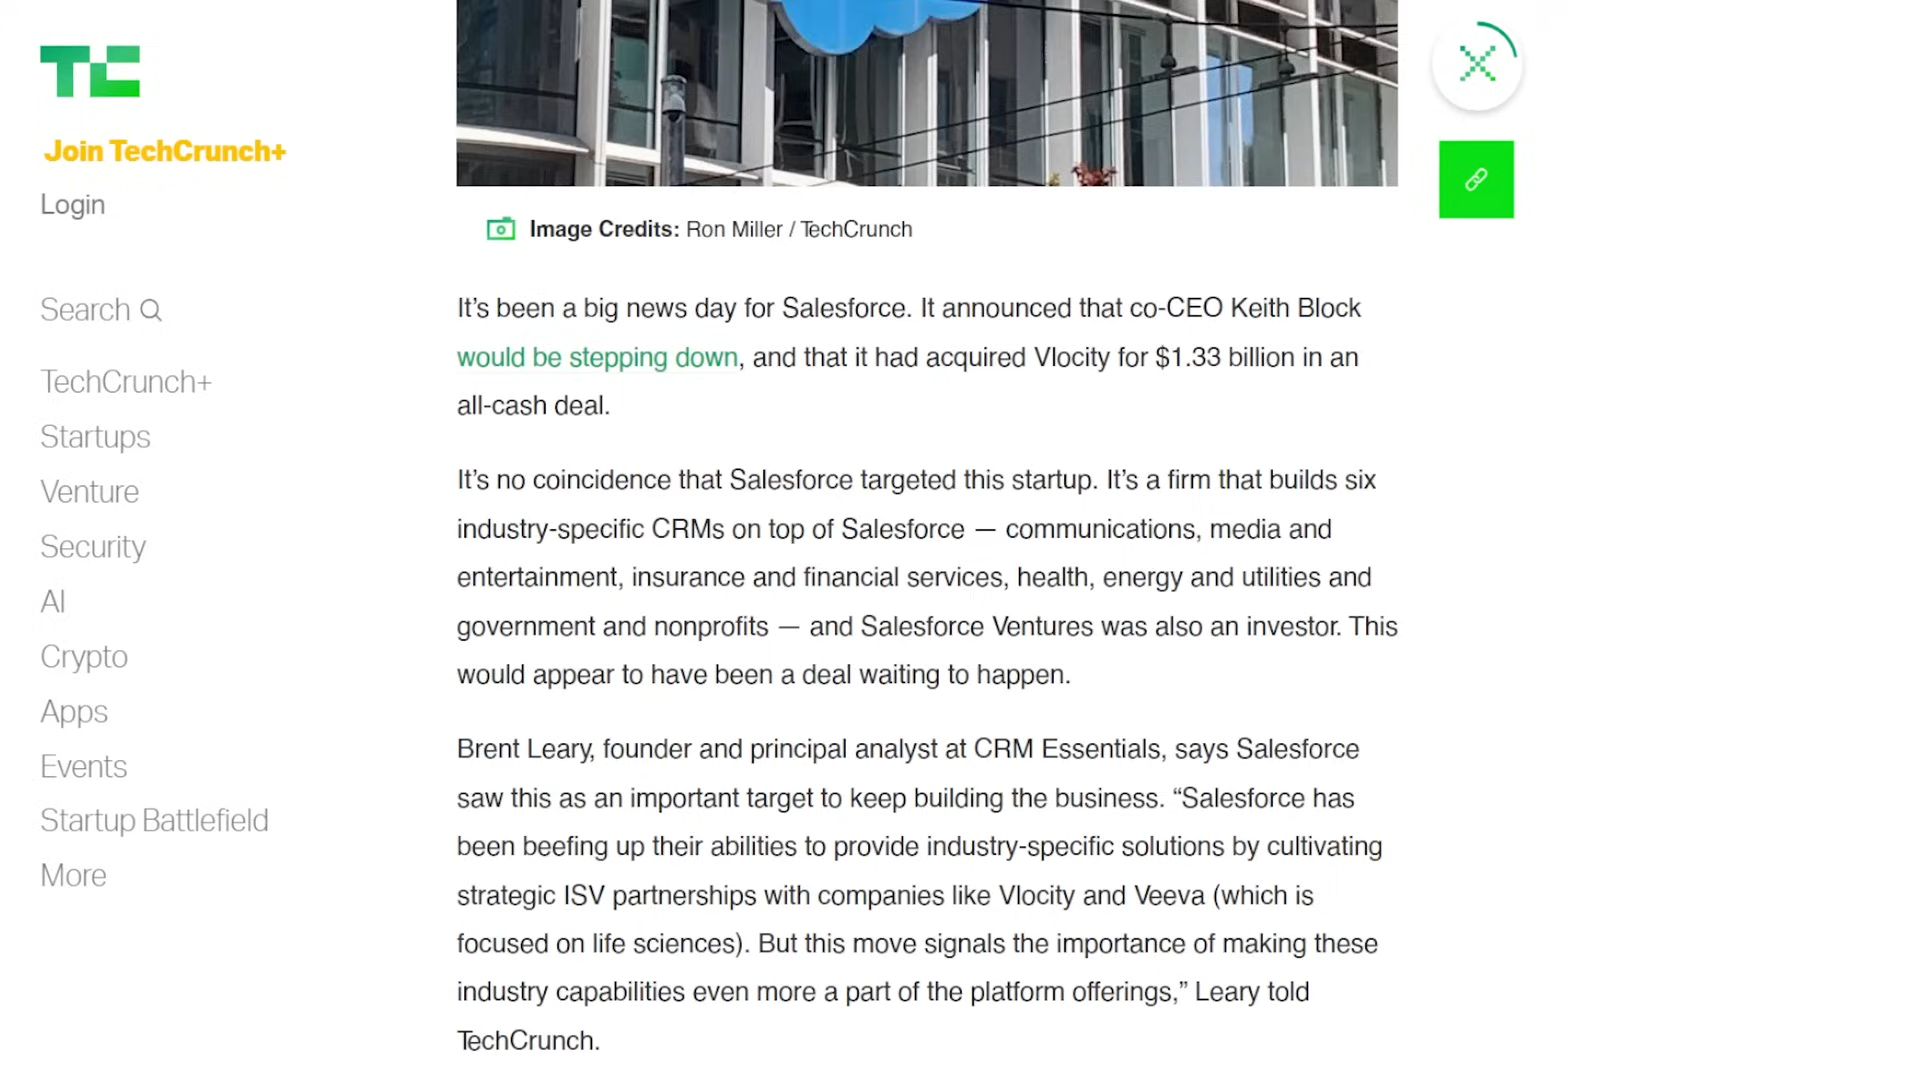 TC
Join TechCrunch+
Login
Search
TechCrunch+
Startups
Venture
Security
AI
Crypto
Apps
Events
Startup Battlefield
More
Image Credits: Ron Miller / TechCrunch
It’s been a big news day for Salesforce. It announced that co-CEO Keith Block
would be stepping down, and that it had acquired Vlocity for $1.33 billion in an
all-cash deal.
It’s no coincidence that Salesforce targeted this startup. It’s a firm that builds six
industry-specific CRMs on top of Salesforce — communications, media and
entertainment, insurance and financial services, health, energy and utilities and
government and nonprofits — and Salesforce Ventures was also an investor. This
would appear to have been a deal waiting to happen.
Brent Leary, founder and principal analyst at CRM Essentials, says Salesforce
saw this as an important target to keep building the business. “Salesforce has
been beefing up their abilities to provide industry-specific solutions by cultivating
strategic ISV partnerships with companies like Vlocity and Veeva (which is
focused on life sciences). But this move signals the importance of making these
industry capabilities even more a part of the platform offerings,” Leary told
TechCrunch.